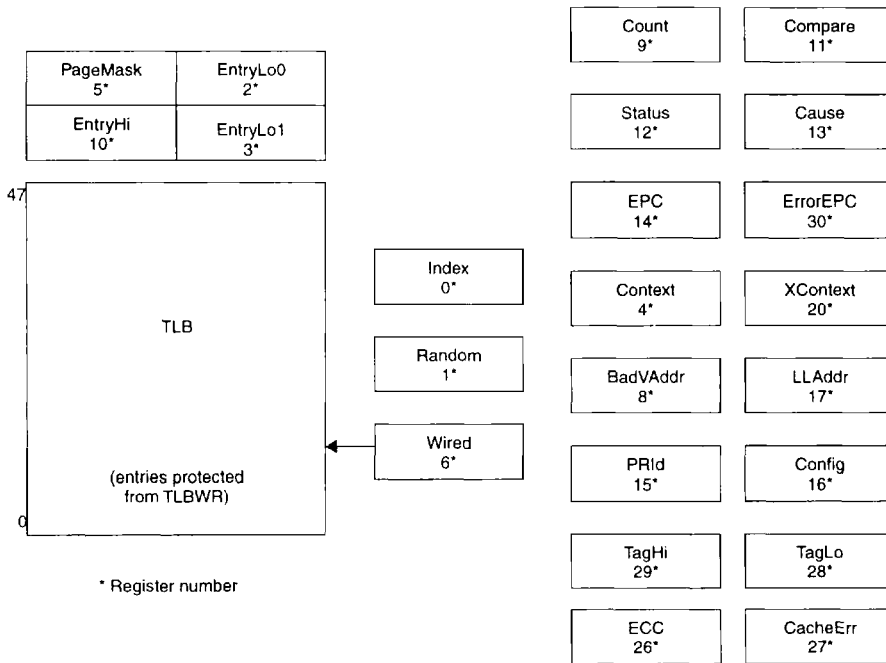 PageMask
5*
EntryLo0
2*
EntryHi
10*
EntryLo1
3*
47
TLB
(entries protected
from TLBWR)
0
* Register number
Index
0*
Random
1*
Wired
6*
Count
9*
Compare
11*
Status
12*
Cause
13*
EPC
14*
ErrorEPC
30*
Context
4*
XContext
20*
BadVAddr
8*
LLAddr
17*
PRId
15*
Config
16*
TagHi
29*
TagLo
28*
ECC
26*
CacheErr
27*